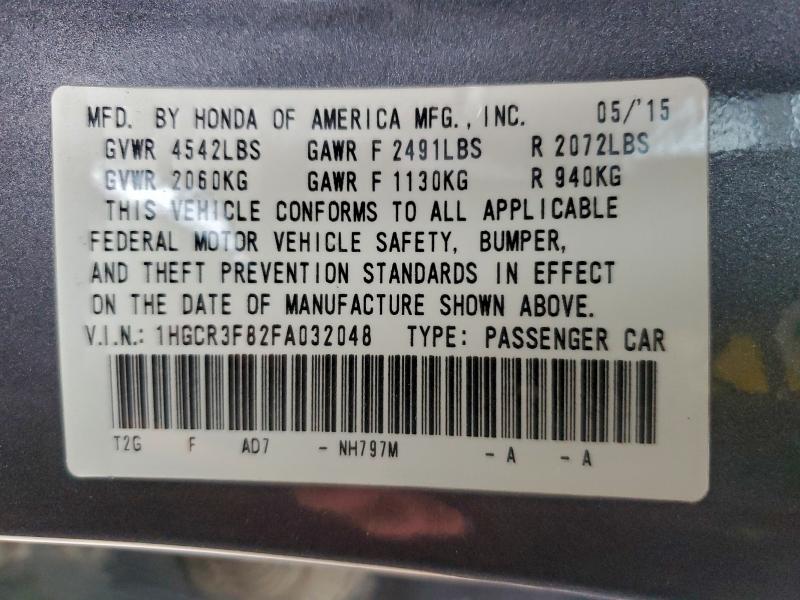 MFD. BY HONDA OF AMERICA MFG., INC. 05/'15
GVWR 4542LBS GAWR F 2491LBS R 2072LBS
GVWR 2060KG GAWR F 1130KG R 940KG
THIS VEHICLE CONFORMS TO ALL APPLICABLE
FEDERAL MOTOR VEHICLE SAFETY, BUMPER,
AND THEFT PREVENTION STANDARDS IN EFFECT
ON THE DATE OF MANUFACTURE SHOWN ABOVE.
V.I.N.: 1HGCR3F82FA032048 TYPE: PASSENGER CAR
T2G F AD7 - NH797M - A - A